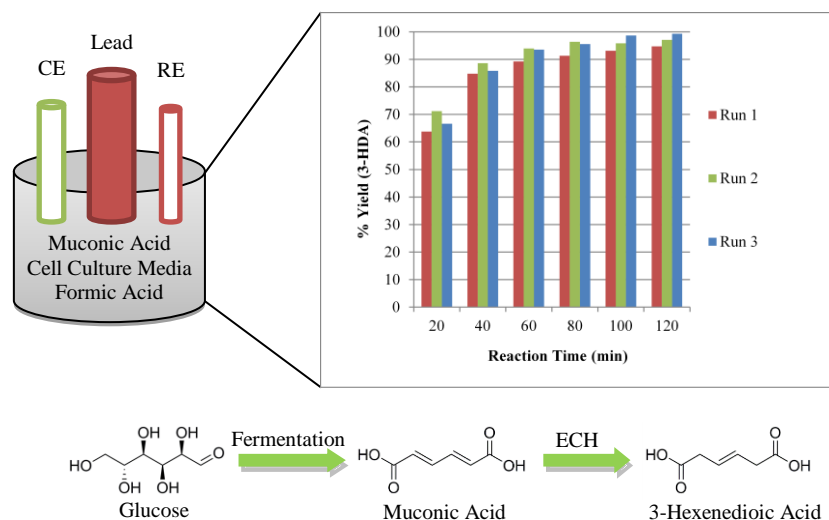 Lead
CE
RE
Muconic Acid
Cell Culture Media
Formic Acid
% Yield (3-HDA)
100
90
80
70
60
50
40
30
20
10
0
20 40 60 80 100 120
Reaction Time (min)
Run 1
Run 2
Run 3
OH OH
HO O
OH OH
Glucose
Fermentation
O
HO OH
O
Muconic Acid
ECH
O
HO OH
O
3-Hexenedioic Acid